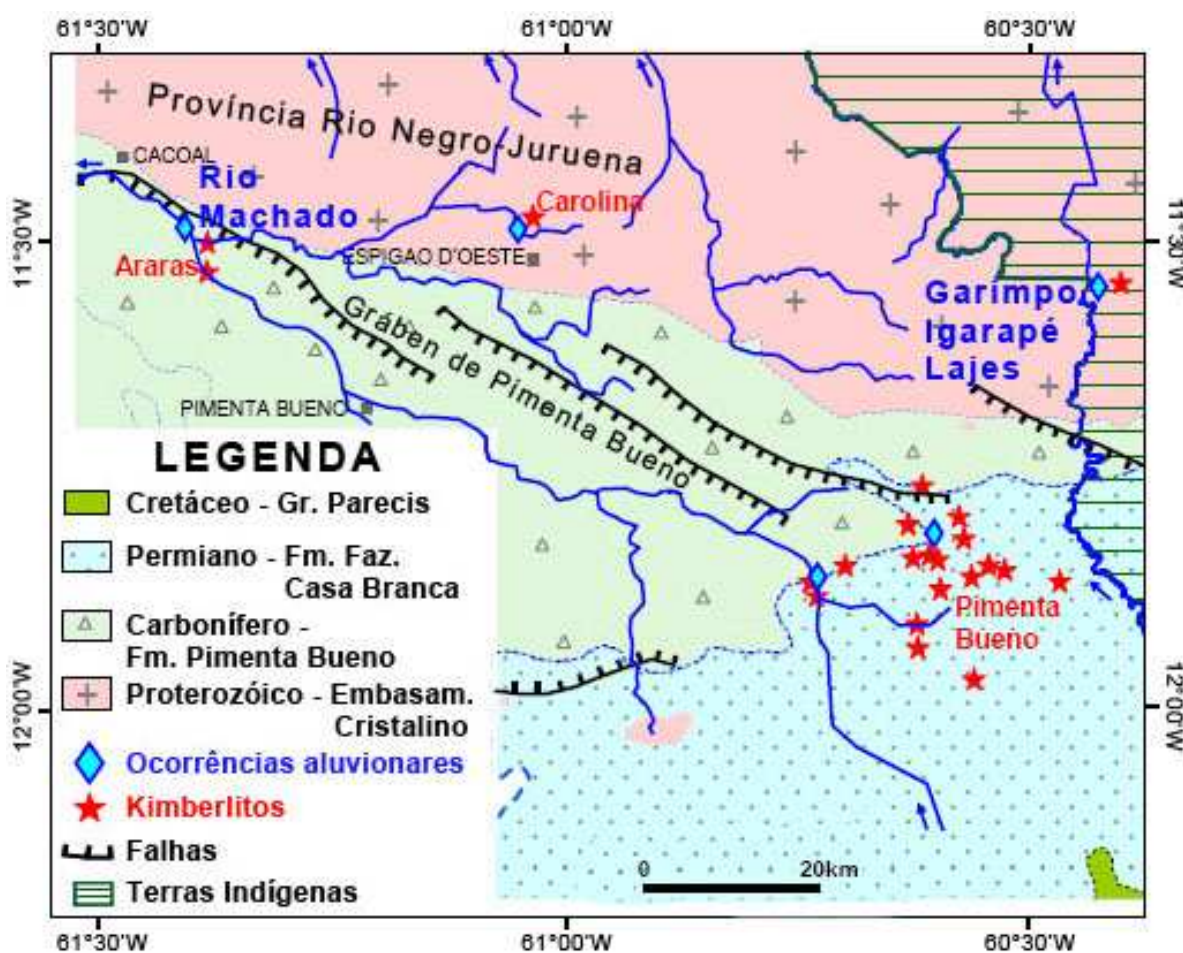 61°30'W
61°00'W
60°30'W
Província Rio Negro-Juruena
CACOAL
Rio
Machado
Carolina
11°30'W
11°30'W
ESPIGAO D'OESTE
Araras
Garimpo
Igarapé
Lajes
Gráben de Pimenta Bueno
PIMENTA BUENO
LEGENDA
Cretáceo - Gr. Parecis
Permiano - Fm. Faz.
Casa Branca
Carbonífero -
Fm. Pimenta Bueno
Proterozóico - Embasam.
Cristalino
Ocorrências aluvionares
Kimberlitos
Falhas
Terras Indígenas
Pimenta
Bueno
12°00'W
12°00'W
0 20km
61°30'W
61°00'W
60°30'W